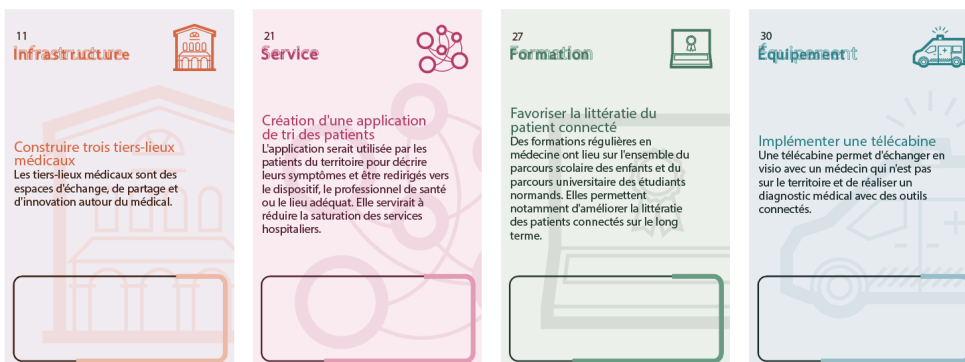 11
Infrastructure
Construire trois tiers-lieux
médicaux
Les tiers-lieux médicaux sont des
espaces d'échange, de partage et
d'innovation autour du médical.
21
Service
Création d'une application
de tri des patients
L'application serait utilisée par les
patients du territoire pour décrire
leurs symptômes et être redirigés vers
le dispositif, le professionnel de santé
ou le lieu adéquat. Elle servirait à
réduire la saturation des services
hospitaliers.
27
Formation
Favoriser la littératie du
patient connecté
Des formations régulières en
médecine ont lieu sur l'ensemble du
parcours scolaire des enfants et du
parcours universitaire des étudiants
normands. Elles permettent
notamment d'améliorer la littératie
des patients connectés sur le long
terme.
30
Équipement
Implémenter une télécabine
Une télécabine permet d'échanger en
visio avec un médecin qui n'est pas
sur le territoire et de réaliser un
diagnostic médical avec des outils
connectés.